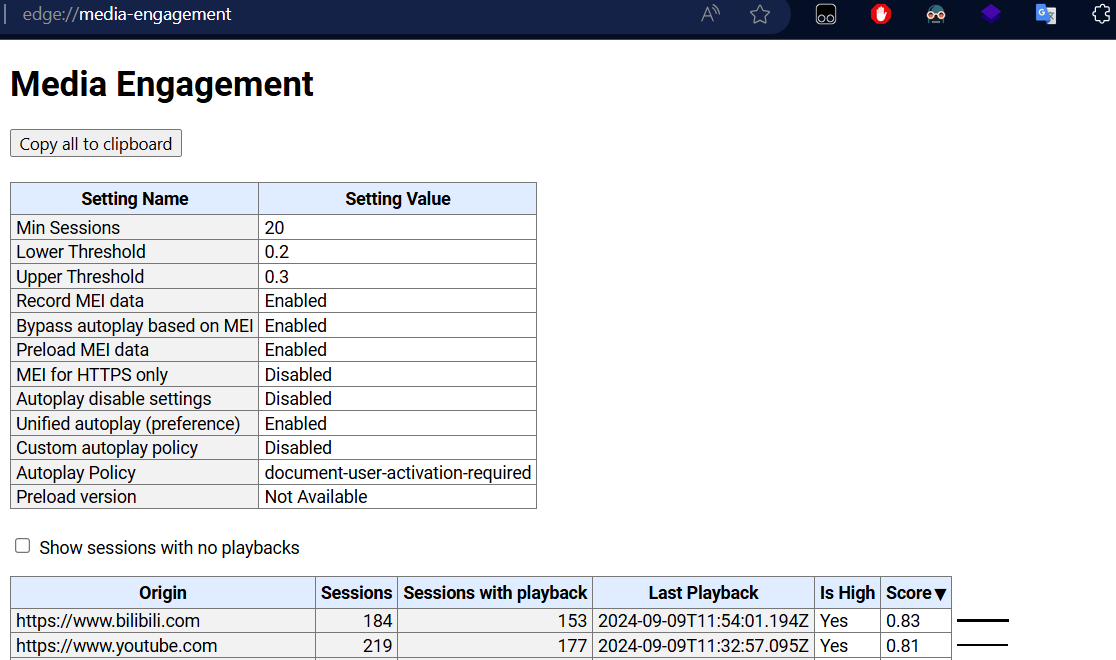 edge://media-engagement
Media Engagement
Copy all to clipboard
Setting Name Setting Value
Min Sessions 20
Lower Threshold 0.2
Upper Threshold 0.3
Record MEI data Enabled
Bypass autoplay based on MEI Enabled
Preload MEI data Enabled
MEI for HTTPS only Disabled
Autoplay disable settings Disabled
Unified autoplay (preference) Enabled
Custom autoplay policy Disabled
Autoplay Policy document-user-activation-required
Preload version Not Available
Show sessions with no playbacks
Origin Sessions Sessions with playback Last Playback Is High Score▼
https://www.bilibili.com 184 153 2024-09-09T11:54:01.194Z Yes 0.83
https://www.youtube.com 219 177 2024-09-09T11:32:57.095Z Yes 0.81